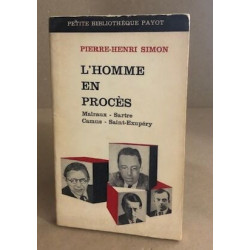 PETITE BIBLIOTHÈQUE PAYOT
PIERRE-HENRI SIMON
L'HOMME
EN
PROCÈS
Malraux - Sartre
Camus - Saint-Exupéry